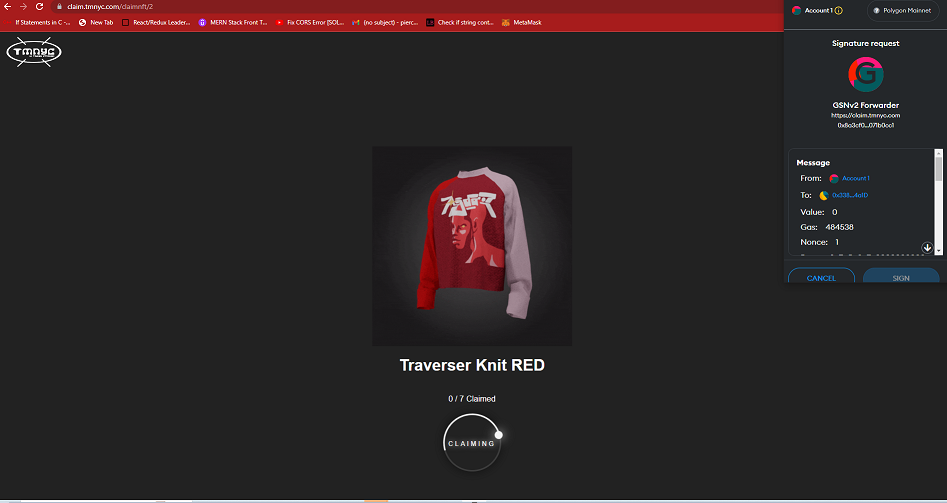 claim.tmnyc.com/claimnft/2
If Statements in C -...
New Tab
React/Redux Leader...
MERN Stack Front T...
Fix CORS Error [SOL...
(no subject) - pierc...
Check if string cont...
MetaMask
TMNYC
Account 1
Polygon Mainnet
Signature request
G
GSNv2 Forwarder
https://claim.tmnyc.com
0x8a3cf0...071b0cc1
Message
From: Account 1
To: 0x338...4a1D
Value: 0
Gas: 484538
Nonce: 1
CANCEL
SIGN
Traverser Knit RED
0 / 7 Claimed
CLAIMING